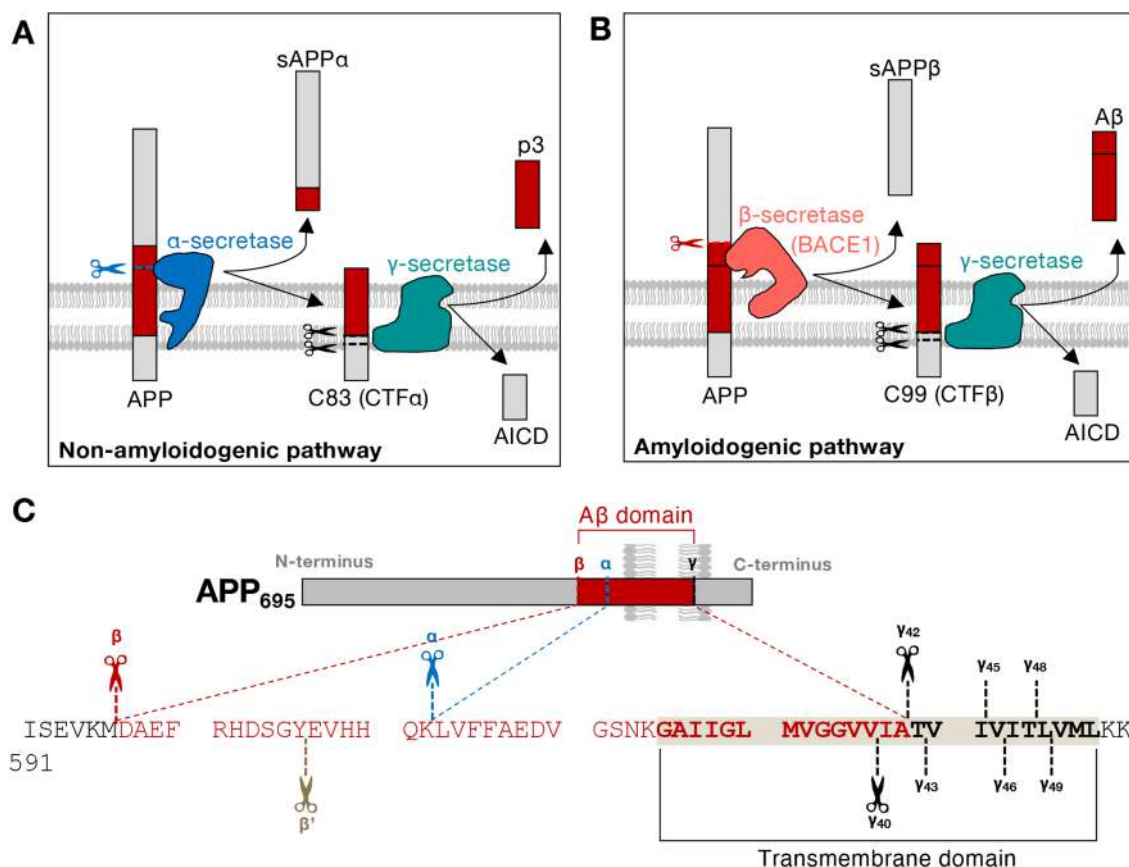 A
sAPPα
p3
α-secretase
γ-secretase
APP
C83 (CTFα)
AICD
Non-amyloidogenic pathway
B
sAPPβ
Aβ
β-secretase
(BACE1)
γ-secretase
APP
C99 (CTFβ)
AICD
Amyloidogenic pathway
C
Aβ domain
N-terminus
β α γ
C-terminus
APP695
β α γ42 γ45 γ48
ISEVKMDAEF RHDSGYEVHH QKLVFFAEDV GSNKGAIIGL MVGGVVIATV IVITLVMLKK
591
β' γ40 γ43 γ46 γ49
Transmembrane domain